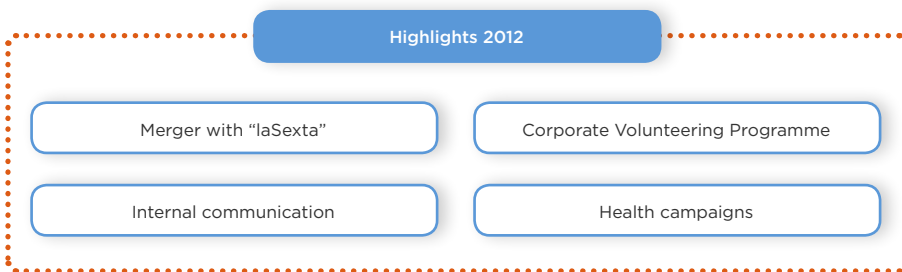 Highlights 2012
Merger with “laSexta”
Corporate Volunteering Programme
Internal communication
Health campaigns